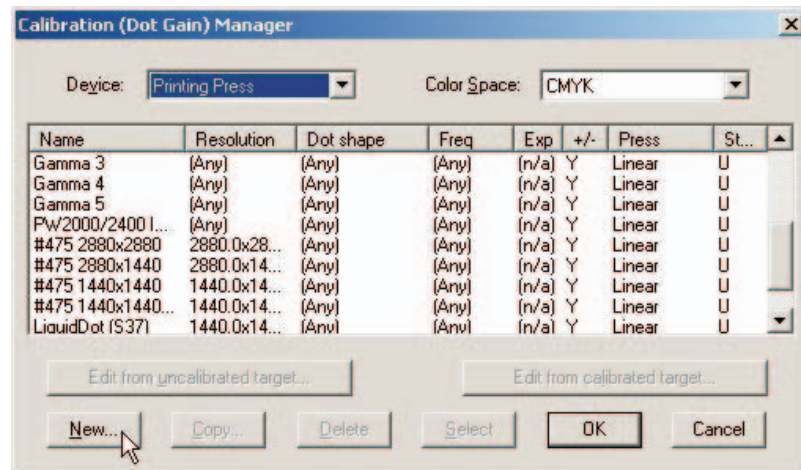 Calibration (Dot Gain) Manager
Device: Printing Press Color Space: CMYK
Name Resolution Dot shape Freq Exp +/- Press St...
Gamma 3 (Any) (Any) (Any) (n/a) Y Linear U
Gamma 4 (Any) (Any) (Any) (n/a) Y Linear U
Gamma 5 (Any) (Any) (Any) (n/a) Y Linear U
PW2000/2400 I... (Any) (Any) (Any) (n/a) Y Linear U
#475 2880x2880 2880.0x28... (Any) (Any) (n/a) Y Linear U
#475 2880x1440 2880.0x14... (Any) (Any) (n/a) Y Linear U
#475 1440x1440 1440.0x14... (Any) (Any) (n/a) Y Linear U
#475 1440x1440... 1440.0x14... (Any) (Any) (n/a) Y Linear U
LiquidDot (S37) 1440.0x14... (Any) (Any) (n/a) Y Linear U
Edit from uncalibrated target... Edit from calibrated target...
New... Copy... Delete Select OK Cancel